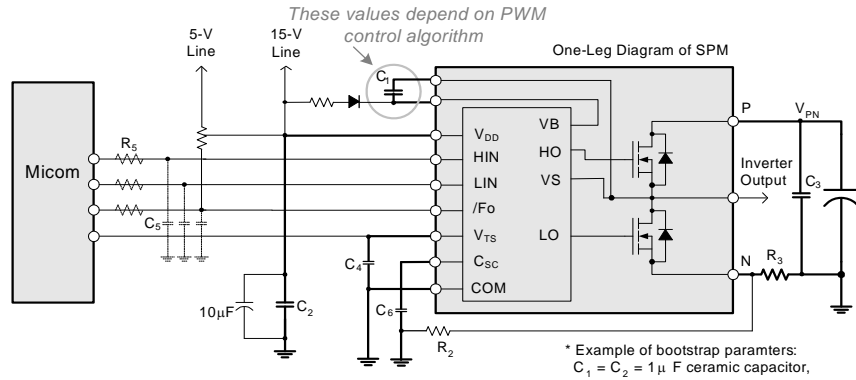 These values depend on PWM
control algorithm
5-V
Line
15-V
Line
One-Leg Diagram of SPM
C1
P
VPN
VB
VDD
Micom
R5
HIN
HO
LIN
VS
Inverter
Output
C3
/Fo
C5
VTS
LO
CSC
N
R3
C4
COM
10μF
C2
C6
R2
* Example of bootstrap paramters:
C1 = C2 = 1μ F ceramic capacitor,